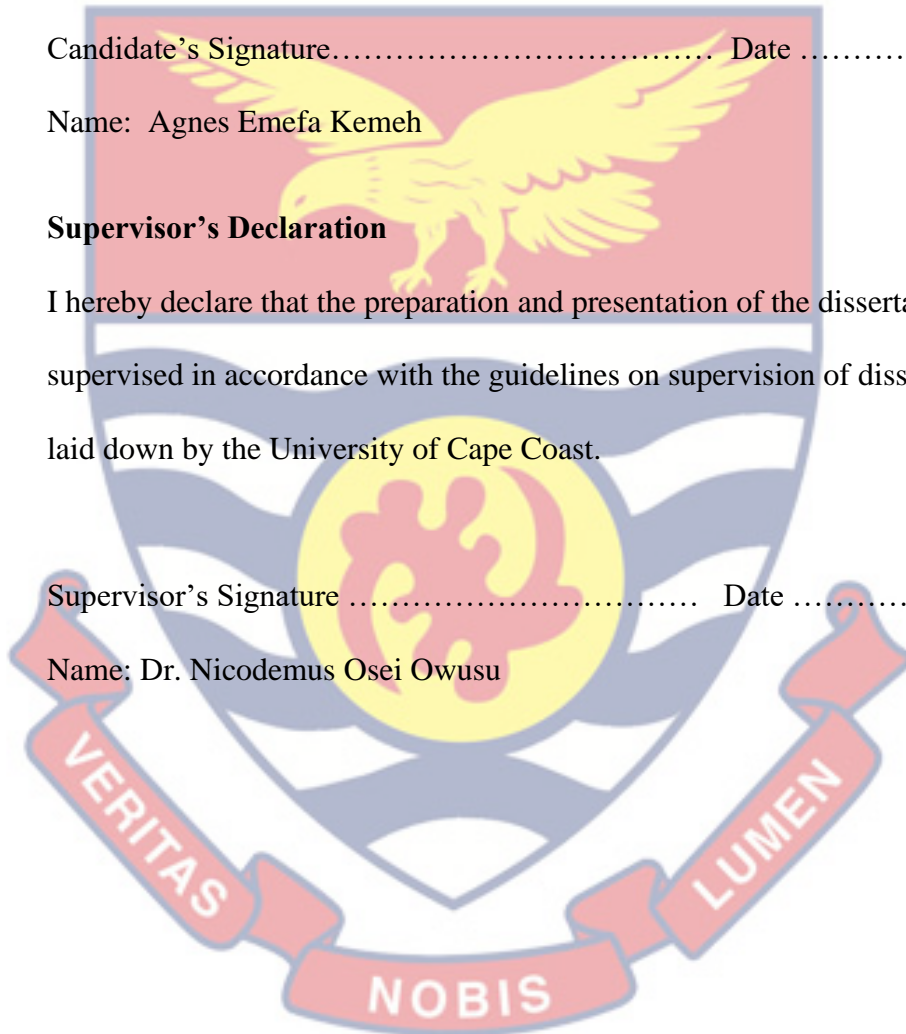 Candidate’s Signature……………………………… Date …………
Name: Agnes Emefa Kemeh
Supervisor’s Declaration
I hereby declare that the preparation and presentation of the disserta
supervised in accordance with the guidelines on supervision of diss
laid down by the University of Cape Coast.
Supervisor’s Signature …………………………… Date …………
Name: Dr. Nicodemus Osei Owusu
VERITAS
NOBIS
LUMEN